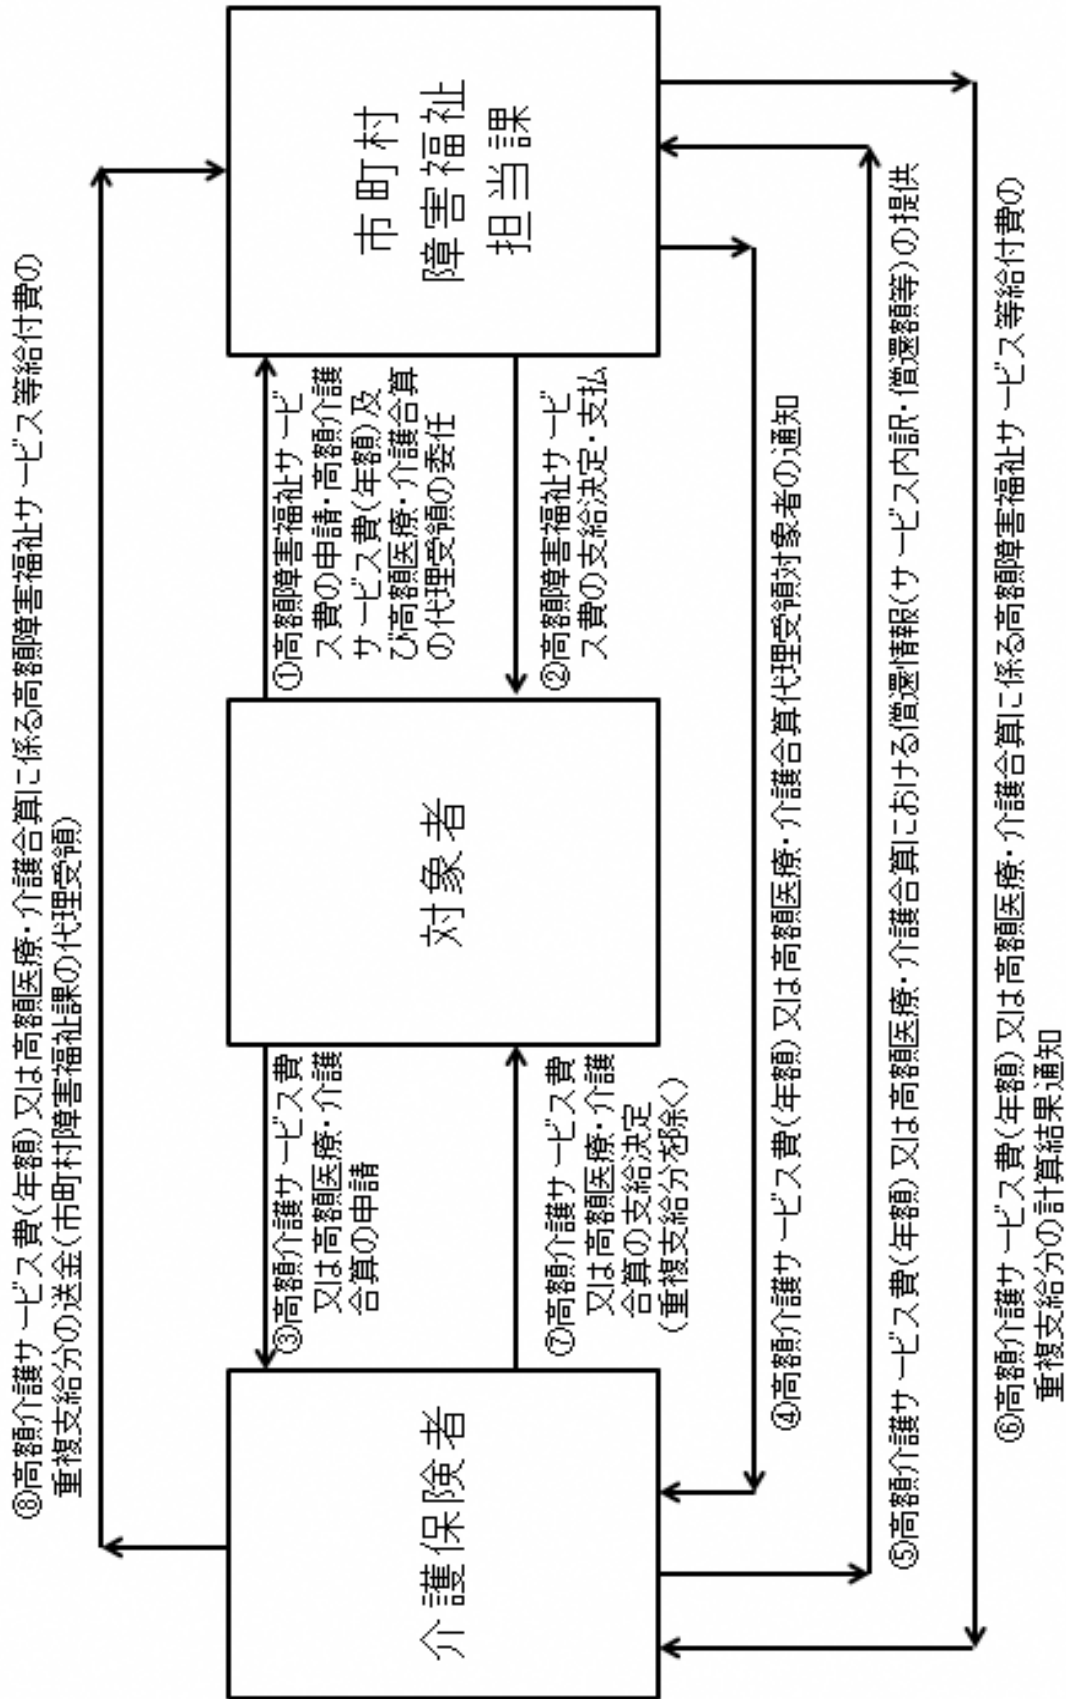 ⑧高額介護サービス費(年額)又は高額医療・介護合算に係る高額障害福祉サービス等給付費の
重複支給分の送金(市町村障害福祉課の代理受領)
介護保険者
③高額介護サービス費
又は高額医療・介護
合算の申請
⑦高額介護サービス費
又は高額医療・介護
合算の支給決定
(重複支給分を除く)
対象者
①高額障害福祉サービ
ス費の申請・高額介護
サービス費(年額)及
び高額医療・介護合算
の代理受領の委任
②高額障害福祉サービ
ス費の支給決定・支払
市町村
障害福祉
担当課
④高額介護サービス費(年額)又は高額医療・介護合算代理受領対象者の通知
⑤高額介護サービス費(年額)又は高額医療・介護合算における償還情報(サービス内訳・償還額等)の提供
⑥高額介護サービス費(年額)又は高額医療・介護合算に係る高額障害福祉サービス等給付費の
重複支給分の計算結果通知